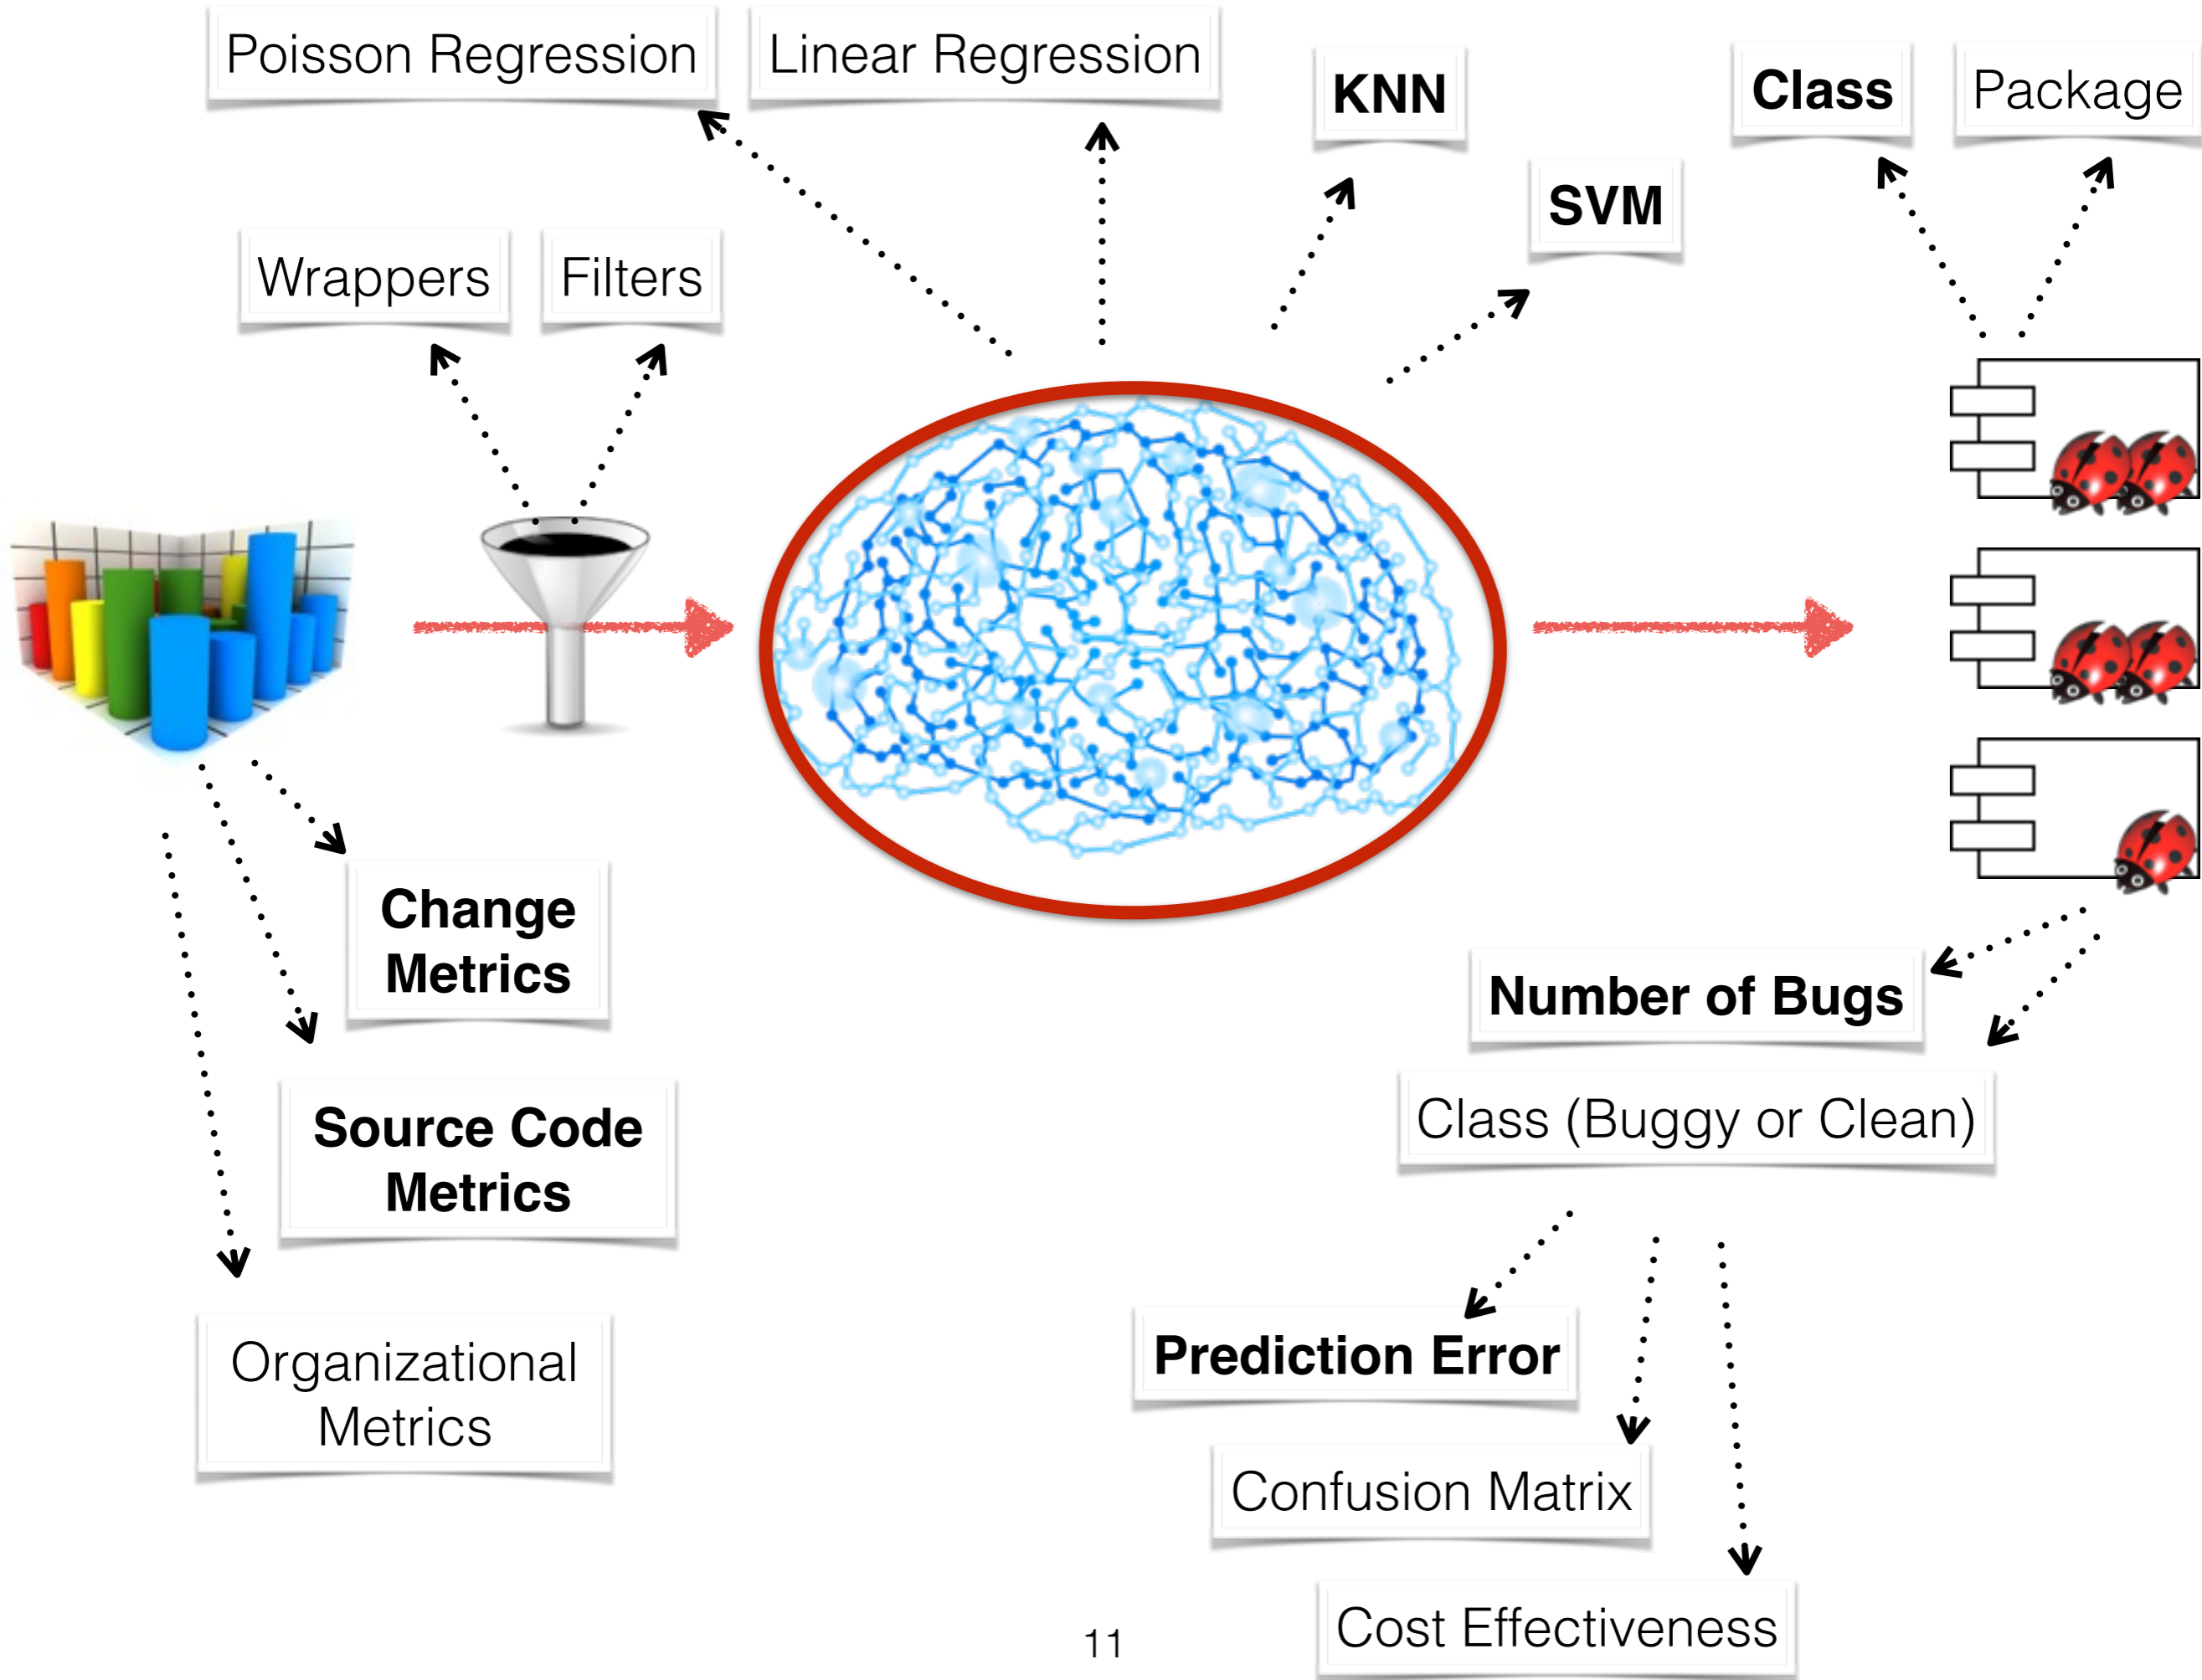 Poisson Regression
Linear Regression
KNN
Class
Package
SVM
Wrappers
Filters
Change
Metrics
Source Code
Metrics
Organizational
Metrics
Number of Bugs
Class (Buggy or Clean)
Prediction Error
Confusion Matrix
Cost Effectiveness
11